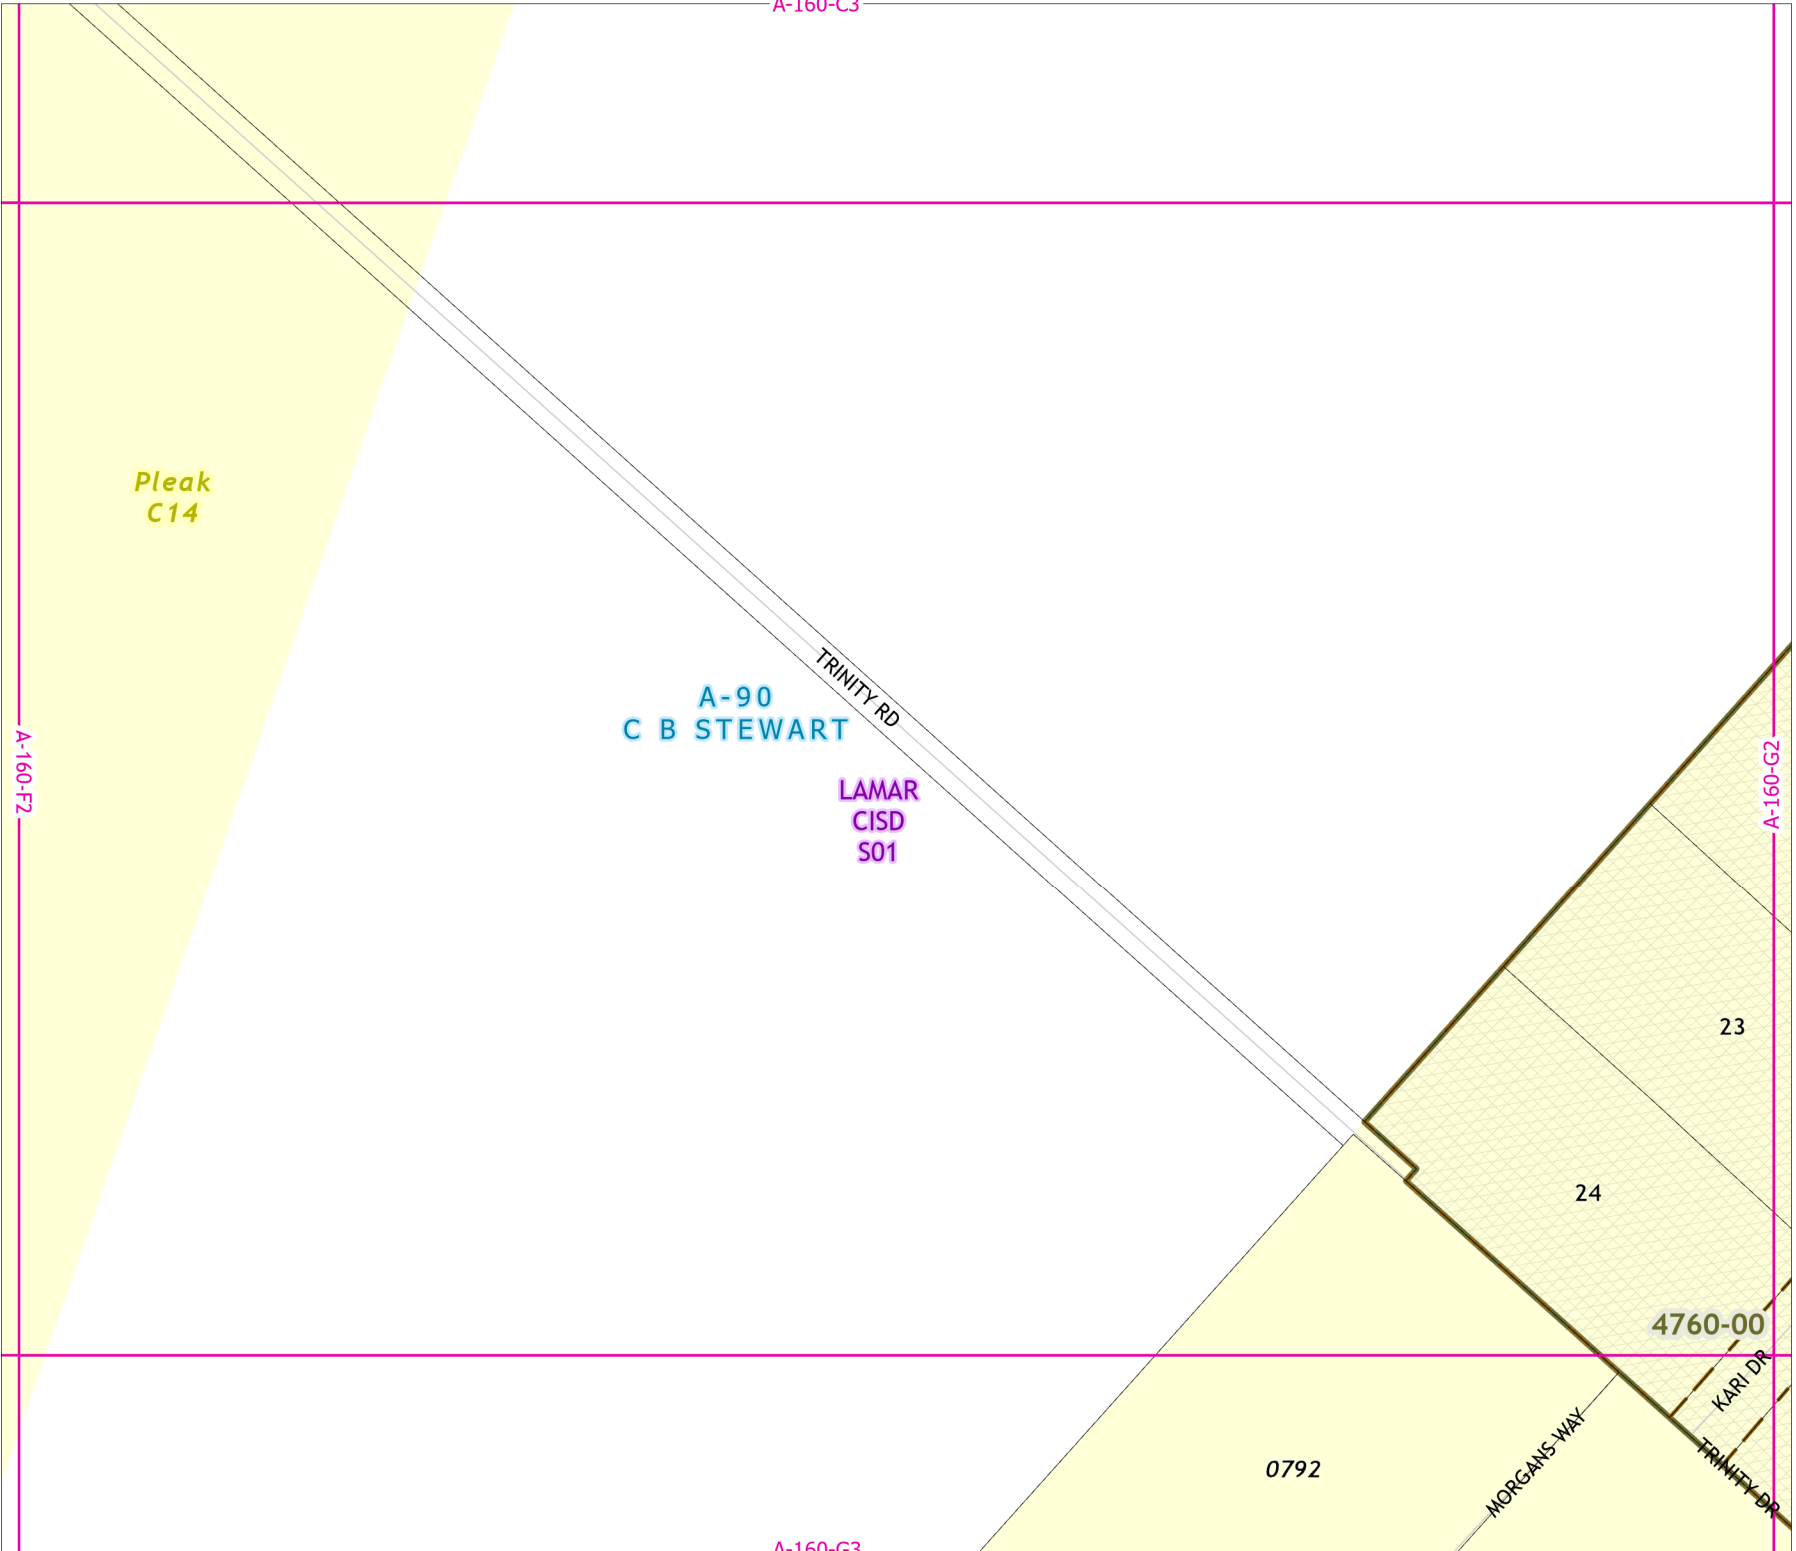 A-160-C3
Pleak
C14
TRINITY RD
A-90
C B STEWART
A-160-F2
A-160-G2
LAMAR
CISD
S01
23
24
4760-00
KARI DR
MORGANS WAY
TRINITY DR
0792
A-160-G3